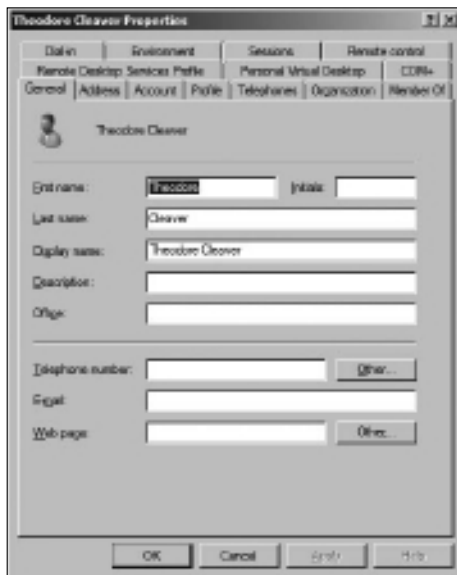 Theodore Cleaver Properties ? X
Dial-in Environment Sessions Remote control
Remote Desktop Services Profile Personal Virtual Desktop COM+
General Address Account Profile Telephones Organization Member Of
Theodore Cleaver
First name: Theodore Initials:
Last name: Cleaver
Display name: Theodore Cleaver
Description:
Office:
Telephone number: Other...
E-mail:
Web page: Other...
OK Cancel Apply Help